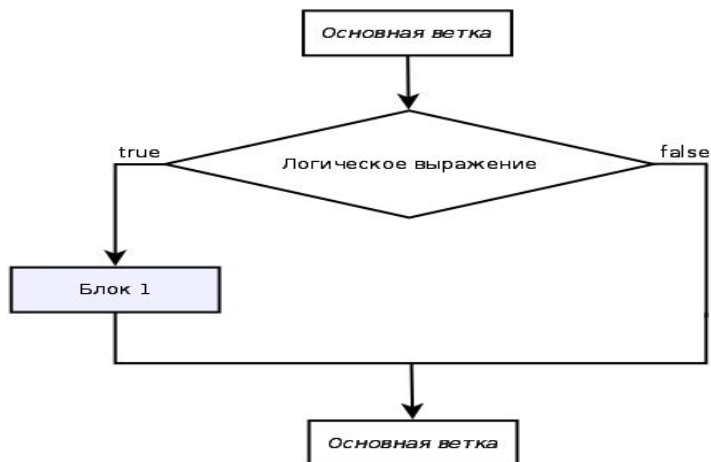 Основная ветка
true
false
Логическое выражение
Блок 1
Основная ветка